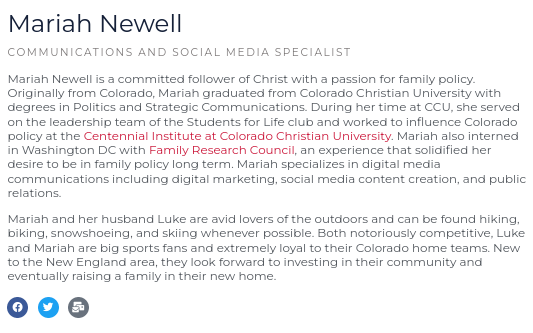 Mariah Newell
COMMUNICATIONS AND SOCIAL MEDIA SPECIALIST
Mariah Newell is a committed follower of Christ with a passion for family policy.
Originally from Colorado, Mariah graduated from Colorado Christian University with
degrees in Politics and Strategic Communications. During her time at CCU, she served
on the leadership team of the Students for Life club and worked to influence Colorado
policy at the Centennial Institute at Colorado Christian University. Mariah also interned
in Washington DC with Family Research Council, an experience that solidified her
desire to be in family policy long term. Mariah specializes in digital media
communications including digital marketing, social media content creation, and public
relations.
Mariah and her husband Luke are avid lovers of the outdoors and can be found hiking,
biking, snowshoeing, and skiing whenever possible. Both notoriously competitive, Luke
and Mariah are big sports fans and extremely loyal to their Colorado home teams. New
to the New England area, they look forward to investing in their community and
eventually raising a family in their new home.